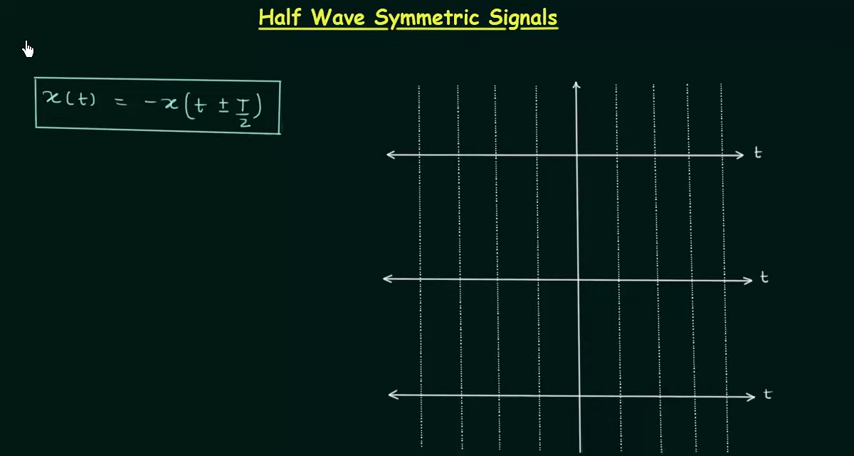 Half Wave Symmetric Signals
x(t) = -x(t ± T/2)
t
t
t